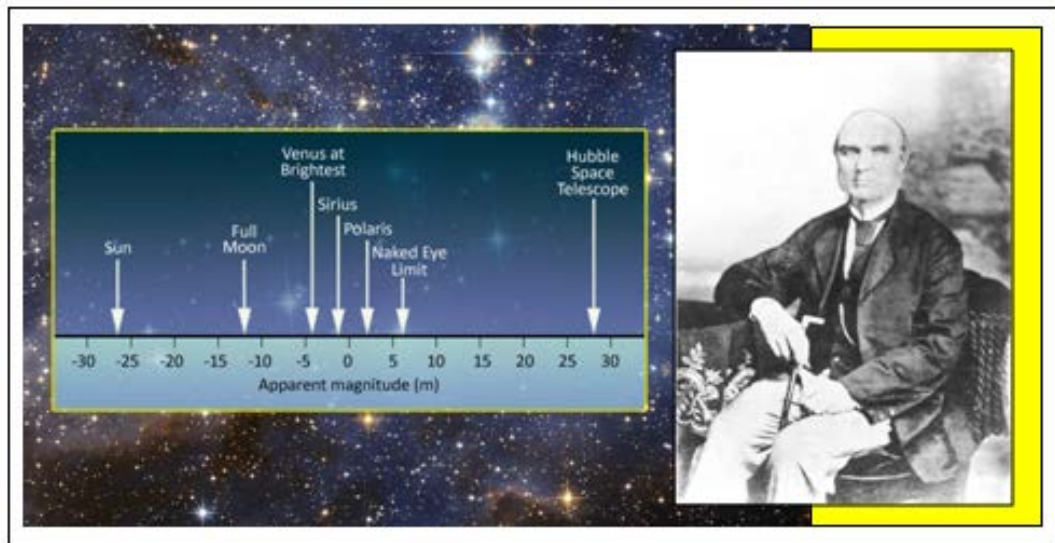 Venus at
Brightest
Hubble
Space
Telescope
Sirius
Polaris
Full
Moon
Sun
Naked Eye
Limit
-30 -25 -20 -15 -10 -5 0 5 10 15 20 25 30
Apparent magnitude (m)